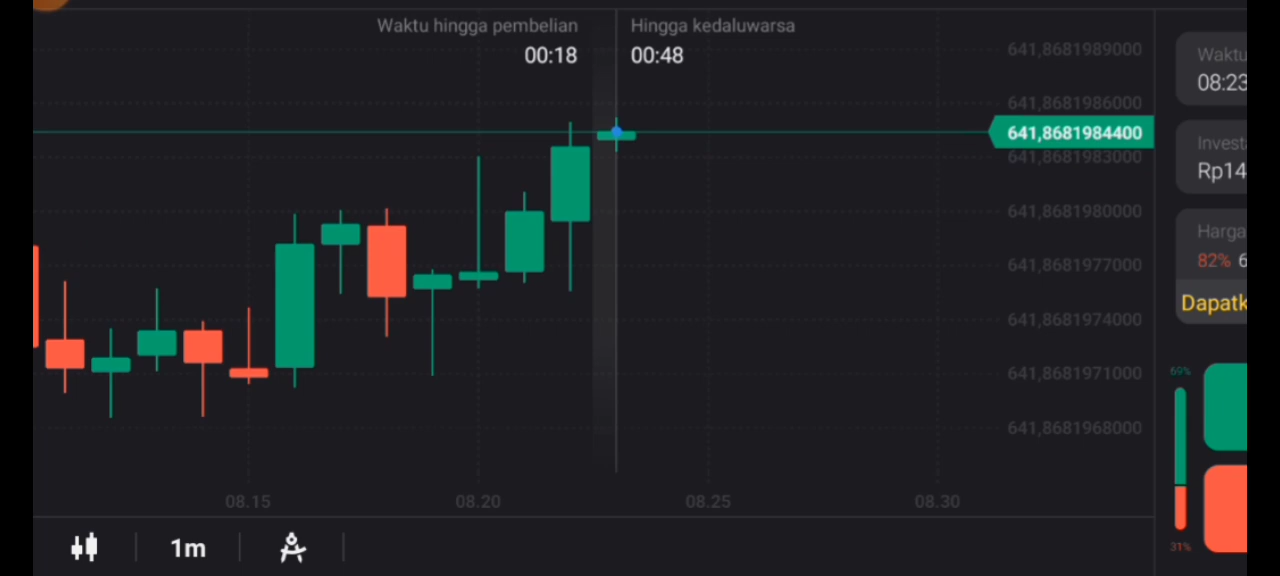 Waktu hingga pembelian
00:18
Hingga kedaluwarsa
00:48
641,8681989000
641,8681986000
641,8681984400
641,8681983000
641,8681980000
641,8681977000
641,8681974000
641,8681971000
641,8681968000
08.15
08.20
08.25
08.30
1m
Waktu
08:23
Invest
Rp14
Harga
82% 6
Dapatk
69%
31%